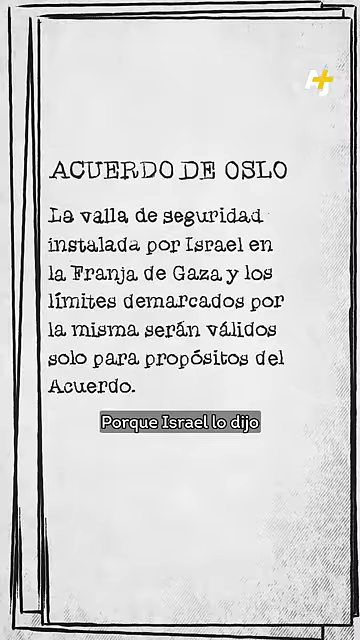 AJ+
ACUERDO DE OSLO
La valla de seguridad
instalada por Israel en
la Franja de Gaza y los
límites demarcados por
la misma serán válidos
solo para propósitos del
Acuerdo.
Porque Israel lo dijo